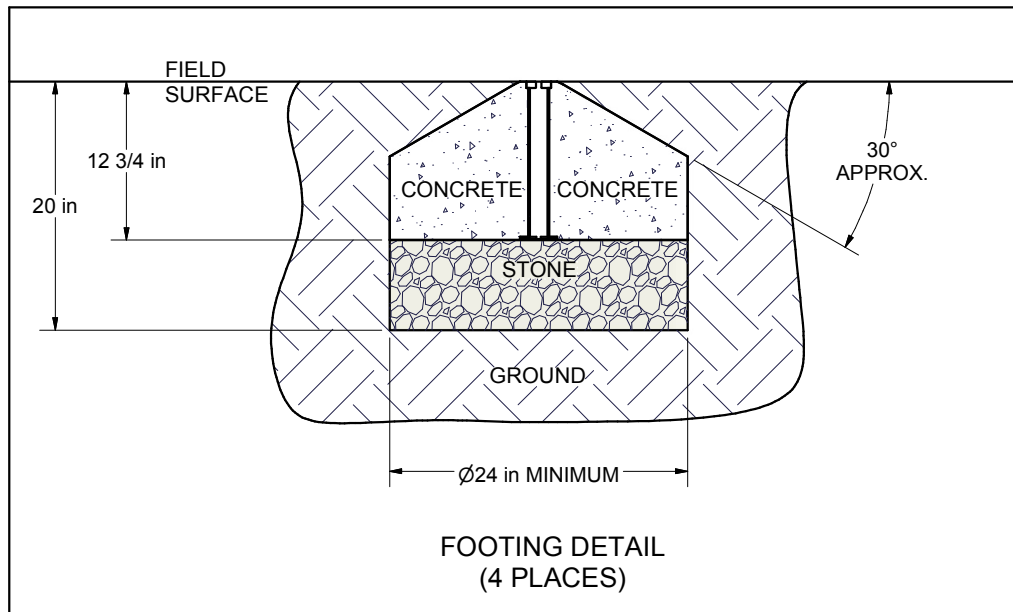 FIELD
SURFACE
12 3/4 in
20 in
30°
APPROX.
CONCRETE
CONCRETE
STONE
GROUND
Ø24 in MINIMUM
FOOTING DETAIL
(4 PLACES)